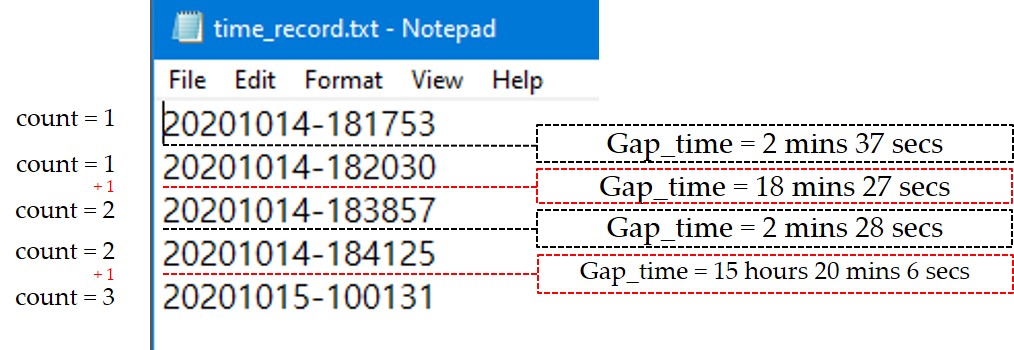 time_record.txt - Notepad
File Edit Format View Help
count = 1 20201014-181753
Gap_time = 2 mins 37 secs
count = 1 20201014-182030
+1 Gap_time = 18 mins 27 secs
count = 2 20201014-183857
Gap_time = 2 mins 28 secs
count = 2 20201014-184125
+1 Gap_time = 15 hours 20 mins 6 secs
count = 3 20201015-100131